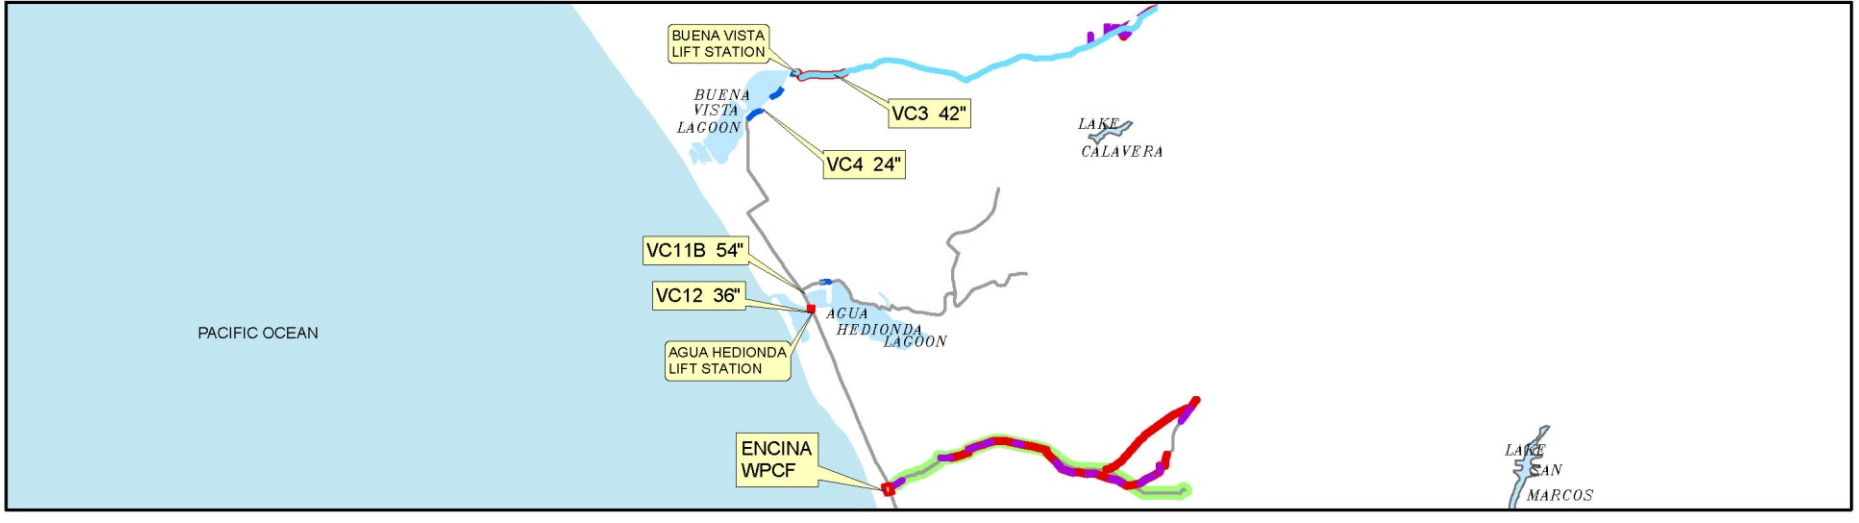 BUENA VISTA
LIFT STATION
BUENA
VISTA
LAGOON
VC3 42"
VC4 24"
LAKE
CALAVERA
VC11B 54"
VC12 36"
AGUA
HEDIONDA
LAGOON
PACIFIC OCEAN
AGUA HEDIONDA
LIFT STATION
ENCINA
WPCF
LAKE
SAN
MARCOS